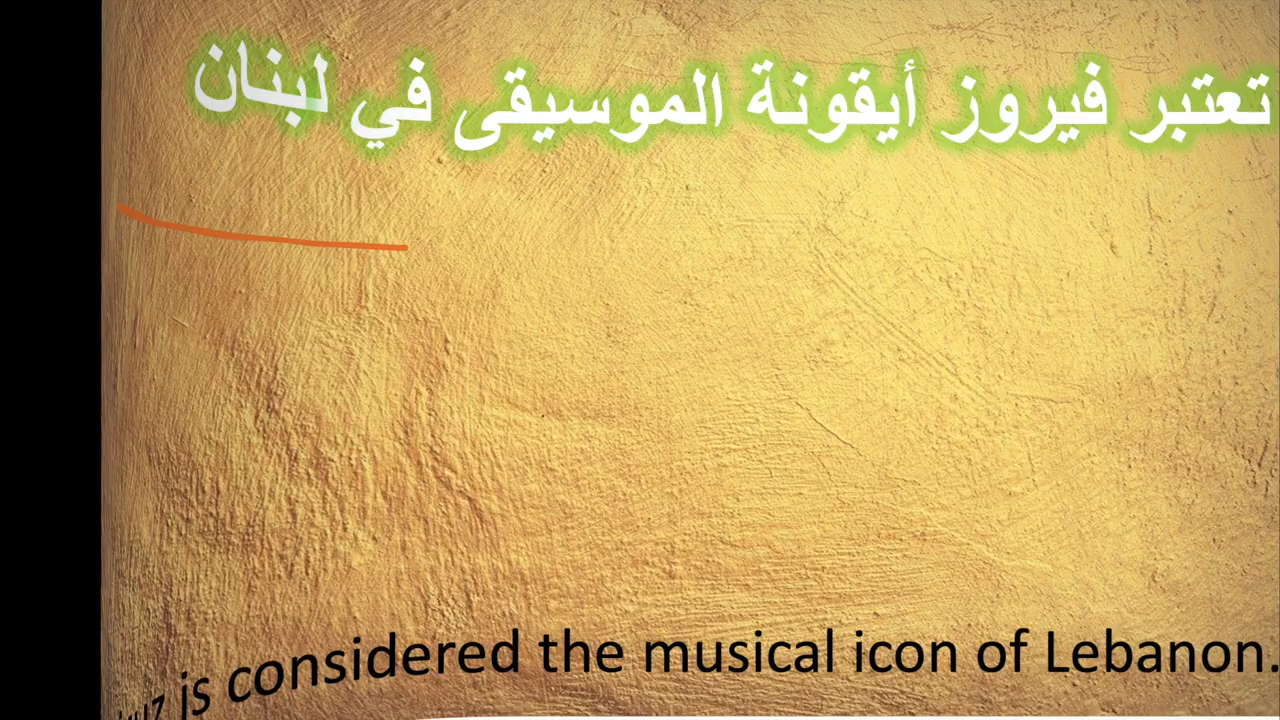 تعتبر فيروز أيقونة الموسيقى في لبنان
is considered the musical icon of Lebanon.